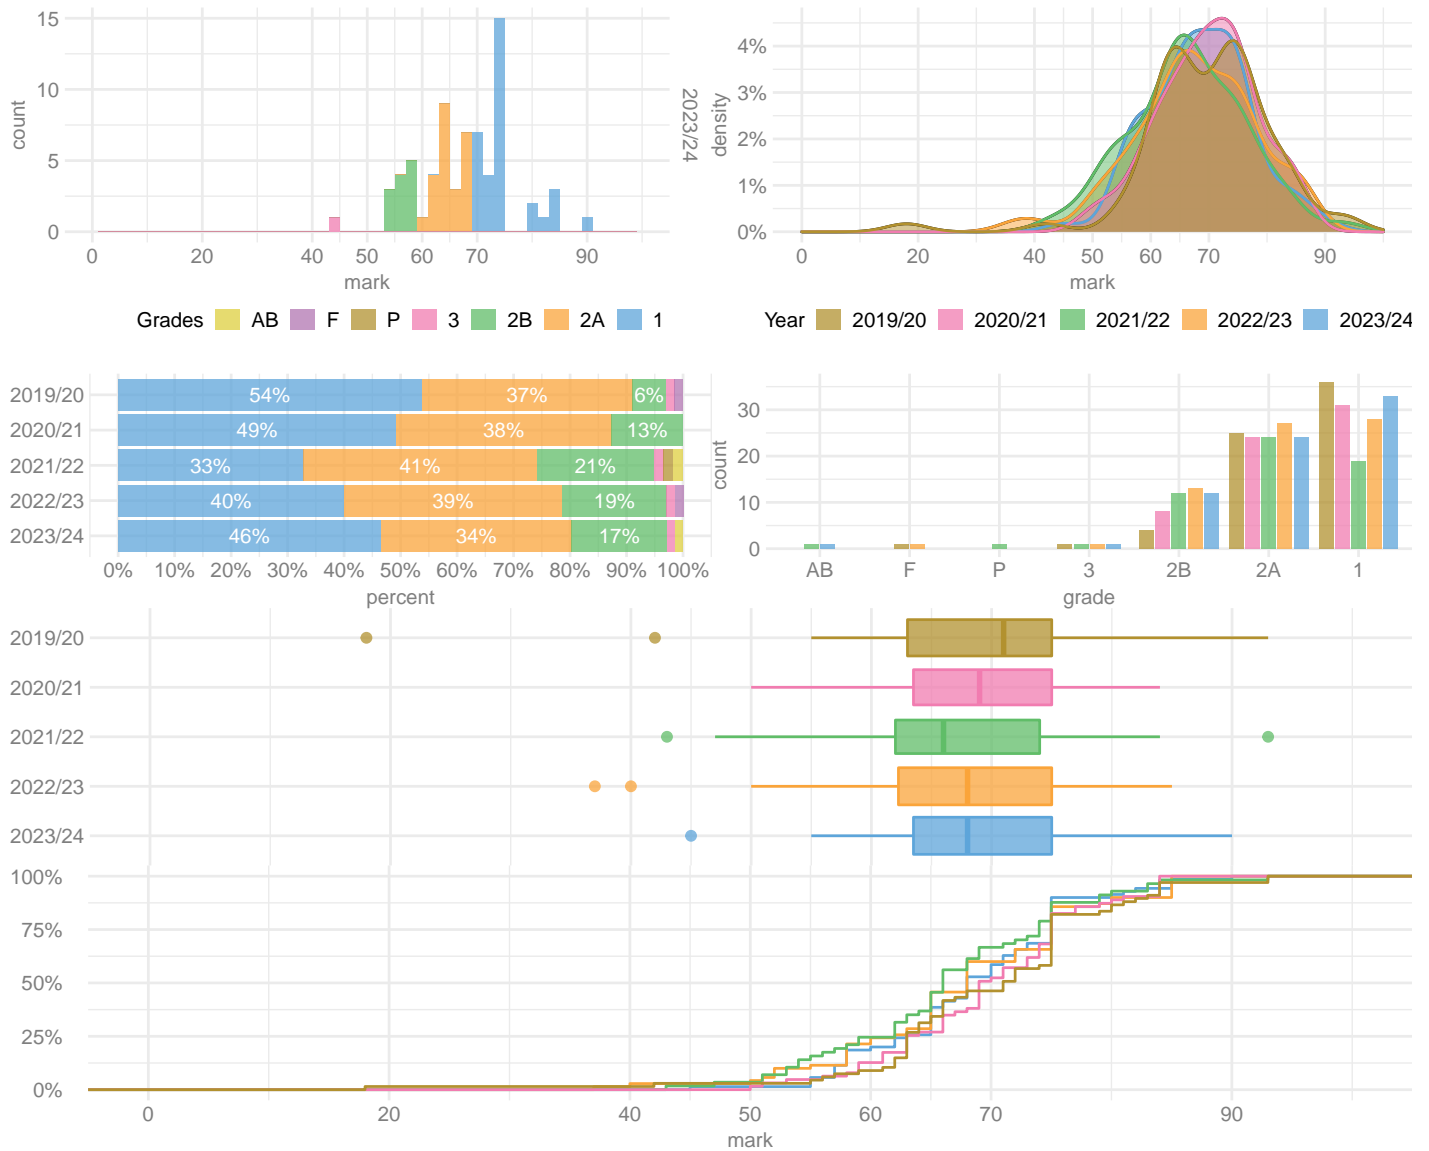 15
10
5
0
count
0 20 40 50 60 70 90
mark
2023/24
4%
3%
2%
1%
0%
density
0 20 40 50 60 70 90
mark
Grades AB F P 3 2B 2A 1
Year 2019/20 2020/21 2021/22 2022/23 2023/24
2019/20 54% 37% 6%
2020/21 49% 38% 13%
2021/22 33% 41% 21%
2022/23 40% 39% 19%
2023/24 46% 34% 17%
0% 10% 20% 30% 40% 50% 60% 70% 80% 90% 100%
percent
30
20
10
0
count
AB F P 3 2B 2A 1
grade
2019/20
2020/21
2021/22
2022/23
2023/24
100%
75%
50%
25%
0%
0 20 40 50 60 70 90
mark